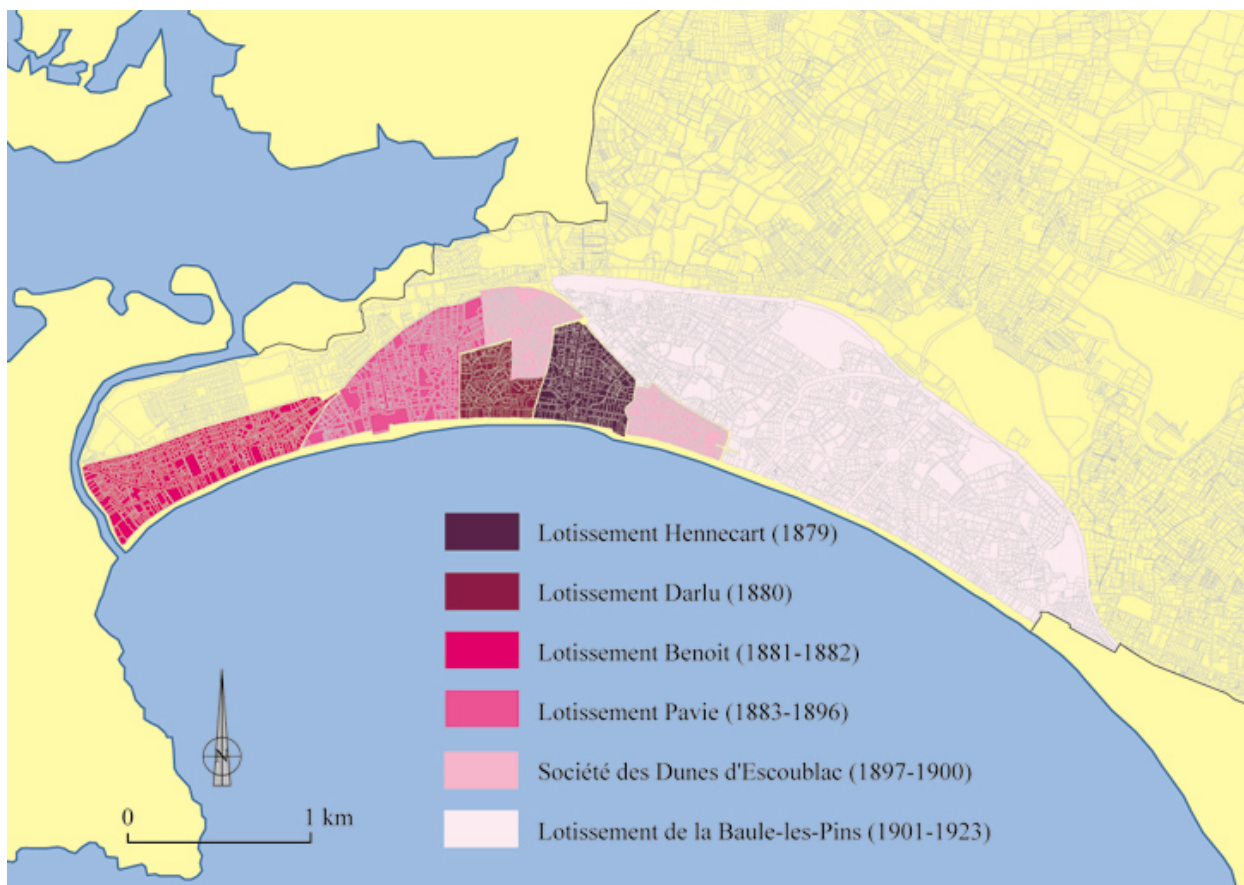 Lotissement Hennecart (1879)
Lotissement Darlu (1880)
Lotissement Benoit (1881-1882)
Lotissement Pavie (1883-1896)
Société des Dunes d'Escoublac (1897-1900)
Lotissement de la Baule-les-Pins (1901-1923)
N
0 1 km